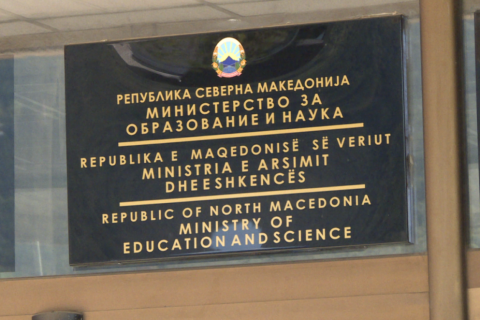 РЕПУБЛИКА СЕВЕРНА МАКЕДОНИЈА
МИНИСТЕРСТВО ЗА
ОБРАЗОВАНИЕ И НАУКА
REPUBLIKA E MAQEDONISË SË VERIUT
MINISTRIA E ARSIMIT
DHE E SHKENCËS
REPUBLIC OF NORTH MACEDONIA
MINISTRY OF
EDUCATION AND SCIENCE